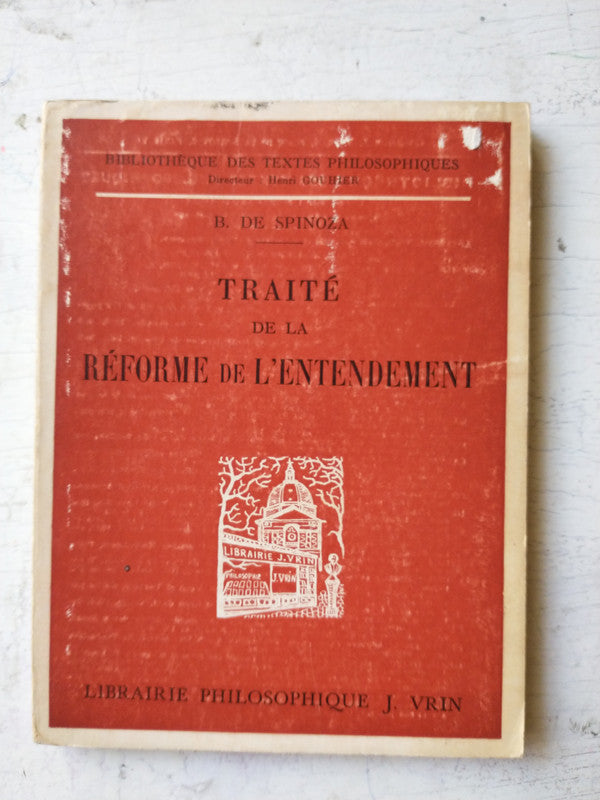 BIBLIOTHÈQUE DES TEXTES PHILOSOPHIQUES
Directeur : Henri GOUHIER
B. DE SPINOZA
TRAITÉ
DE LA
RÉFORME DE L'ENTENDEMENT
LIBRAIRIE J. VRIN
PHILOSOPHIE
J. VRIN
LIBRAIRIE PHILOSOPHIQUE J. VRIN